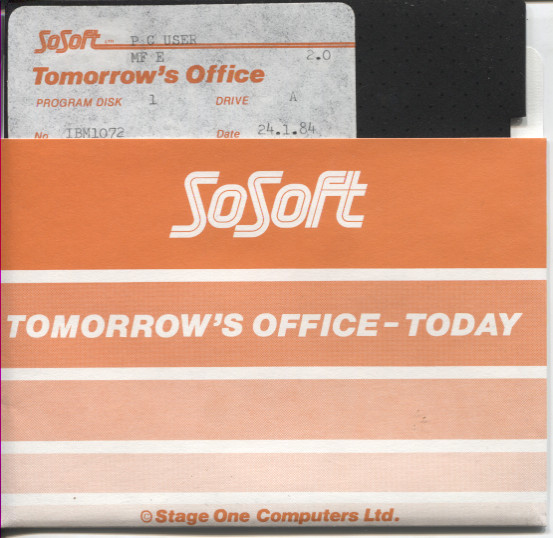 SoSoft LTD. P C USER
MF E 2.0
Tomorrow's Office
PROGRAM DISK 1 DRIVE A
No. IBM1072 Date 24.1.84
SoSoft
TOMORROW'S OFFICE - TODAY
© Stage One Computers Ltd.